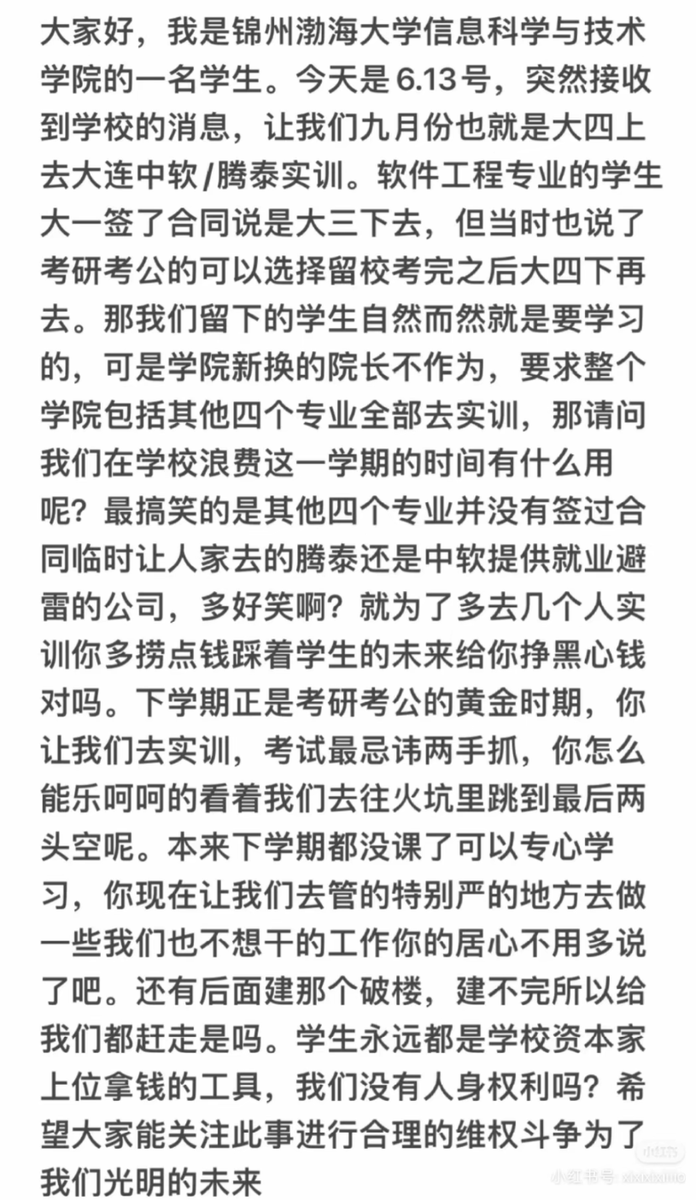 大家好，我是锦州渤海大学信息科学与技术
学院的一名学生。今天是6.13号，突然接收
到学校的消息，让我们九月份也就是大四上
去大连中软/腾泰实训。软件工程专业的学生
大一签了合同说是大三下去，但当时也说了
考研考公的可以选择留校考完之后大四下再
去。那我们留下的学生自然而然就是要学习
的，可是学院新换的院长不作为，要求整个
学院包括其他四个专业全部去实训，那请问
我们在学校浪费这一学期的时间有什么用
呢？最搞笑的是其他四个专业并没有签过合
同临时让人家去的腾泰还是中软提供就业避
雷的公司，多好笑啊？就为了多去几个人实
训你多捞点钱踩着学生的未来给你挣黑心钱
对吗。下学期正是考研考公的黄金时期，你
让我们去实训，考试最忌讳两手抓，你怎么
能乐呵呵的看着我们去往火坑里跳到最后两
头空呢。本来下学期都没课了可以专心学
习，你现在让我们去管的特别严的地方去做
一些我们也不想干的工作你的居心不用多说
了吧。还有后面建那个破楼，建不完所以给
我们都赶走是吗。学生永远都是学校资本家
上位拿钱的工具，我们没有人身权利吗？希
望大家能关注此事进行合理的维权斗争为了
我们光明的未来
小红书
小红书号: